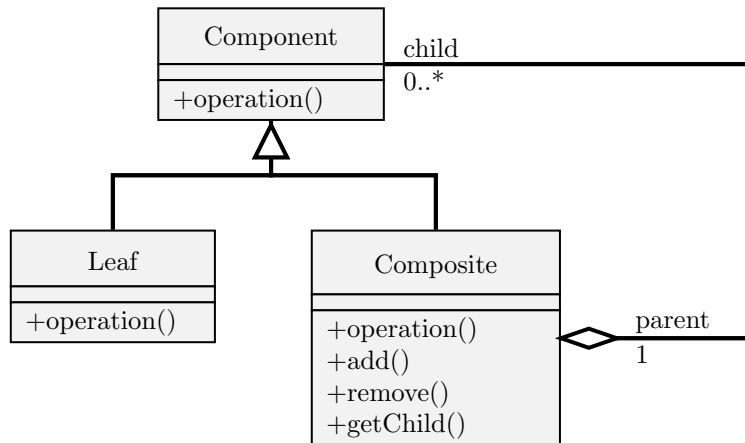 Component
+operation()
child
0..*
Leaf
+operation()
Composite
+operation()
+add()
+remove()
+getChild()
parent
1